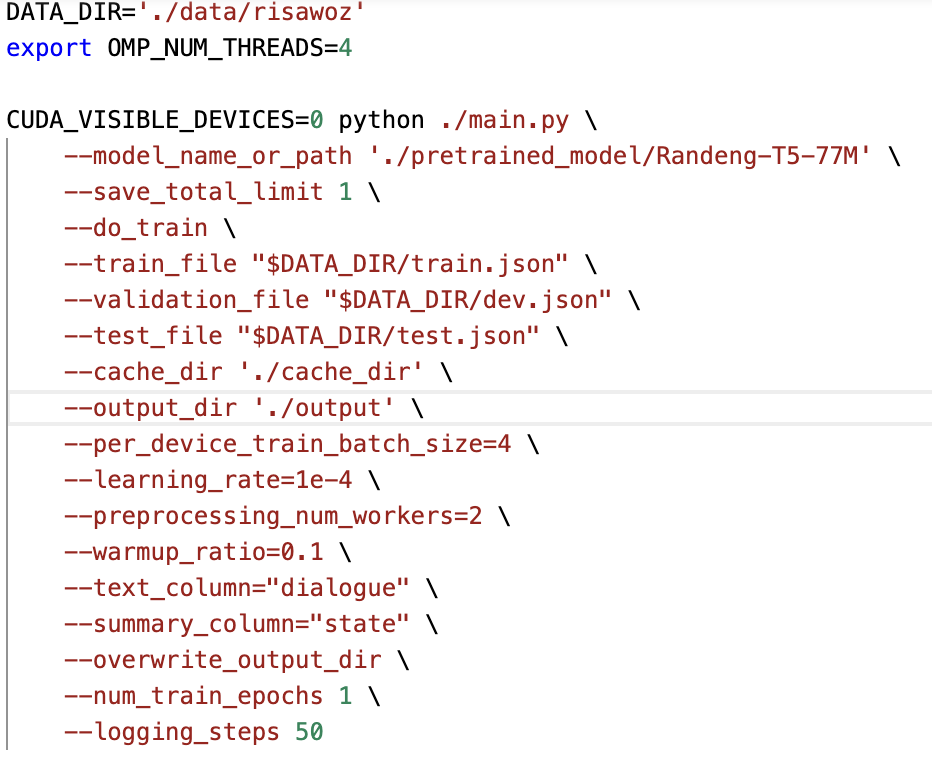 DATA_DIR='./data/risawoz'
export OMP_NUM_THREADS=4
CUDA_VISIBLE_DEVICES=0 python ./main.py \
--model_name_or_path './pretrained_model/Randeng-T5-77M' \
--save_total_limit 1 \
--do_train \
--train_file "$DATA_DIR/train.json" \
--validation_file "$DATA_DIR/dev.json" \
--test_file "$DATA_DIR/test.json" \
--cache_dir './cache_dir' \
--output_dir './output' \
--per_device_train_batch_size=4 \
--learning_rate=1e-4 \
--preprocessing_num_workers=2 \
--warmup_ratio=0.1 \
--text_column="dialogue" \
--summary_column="state" \
--overwrite_output_dir \
--num_train_epochs 1 \
--logging_steps 50